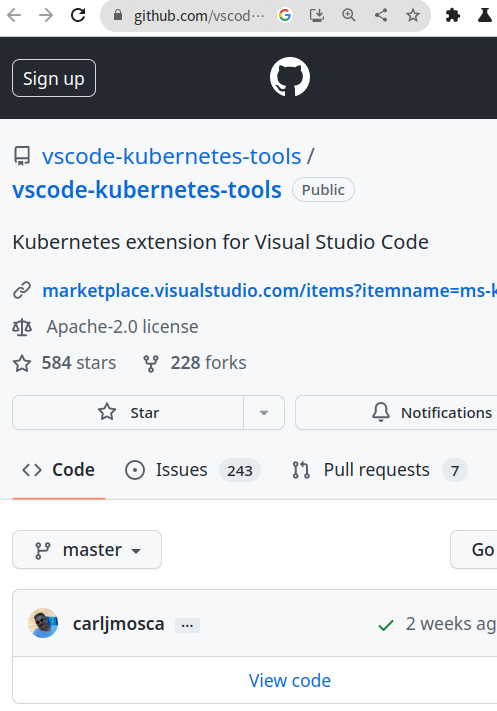 github.com/vscod···
Sign up
vscode-kubernetes-tools /
vscode-kubernetes-tools Public
Kubernetes extension for Visual Studio Code
marketplace.visualstudio.com/items?itemname=ms-k
Apache-2.0 license
584 stars 228 forks
Star Notifications
Code Issues 243 Pull requests 7
master Go
carljmosca ... 2 weeks ag
View code